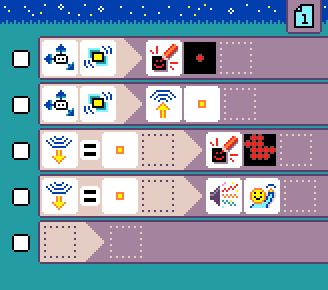 1
=
=